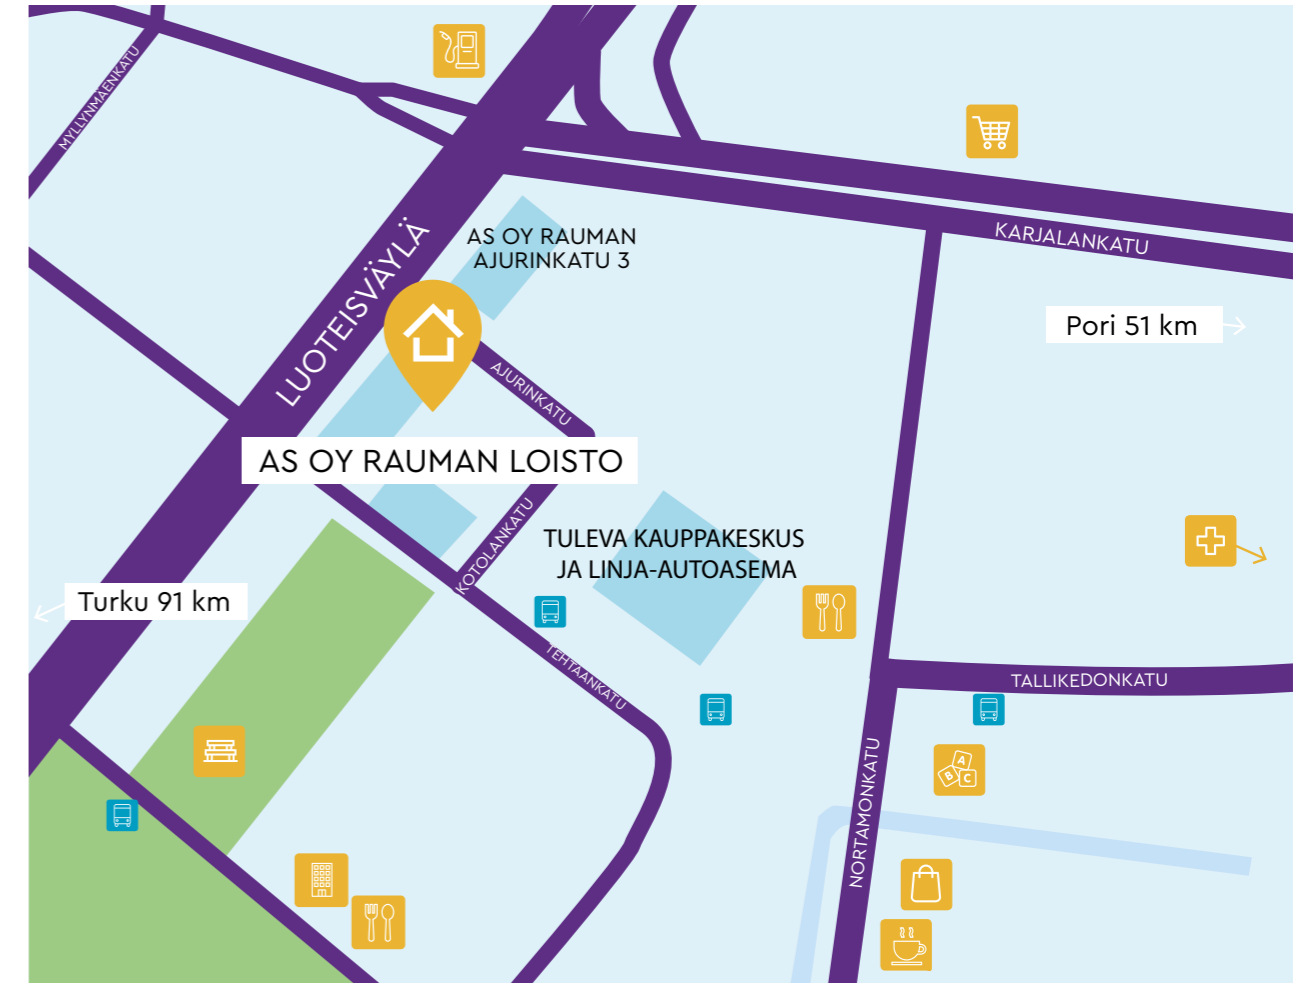 MYLLYNMÄENKATU
AS OY RAUMAN
AJURINKATU 3
KARJALANKATU
LUOTEISVÄYLÄ
Pori 51 km
AJURINKATU
AS OY RAUMAN LOISTO
KOTOLANKATU
TULEVA KAUPPAKESKUS
JA LINJA-AUTOASEMA
Turku 91 km
TEHTAANKATU
TALLIKEDONKATU
NORTAMONKATU
A
B C